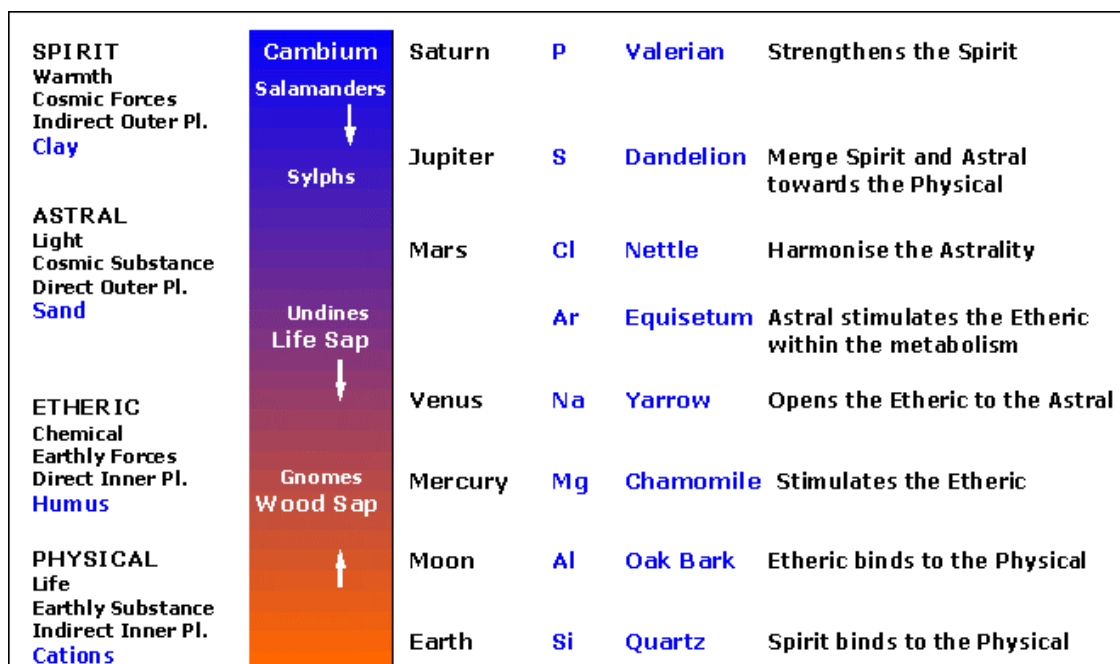 SPIRIT
Warmth
Cosmic Forces
Indirect Outer Pl.
Clay
ASTRAL
Light
Cosmic Substance
Direct Outer Pl.
Sand
ETHERIC
Chemical
Earthly Forces
Direct Inner Pl.
Humus
PHYSICAL
Life
Earthly Substance
Indirect Inner Pl.
Cations
Cambium
Salamanders
Sylphs
Undines
Life Sap
Gnomes
Wood Sap
Saturn P Valerian Strengthens the Spirit
Jupiter S Dandelion Merge Spirit and Astral
towards the Physical
Mars Cl Nettle Harmonise the Astrality
Ar Equisetum Astral stimulates the Etheric
within the metabolism
Venus Na Yarrow Opens the Etheric to the Astral
Mercury Mg Chamomile Stimulates the Etheric
Moon Al Oak Bark Etheric binds to the Physical
Earth Si Quartz Spirit binds to the Physical